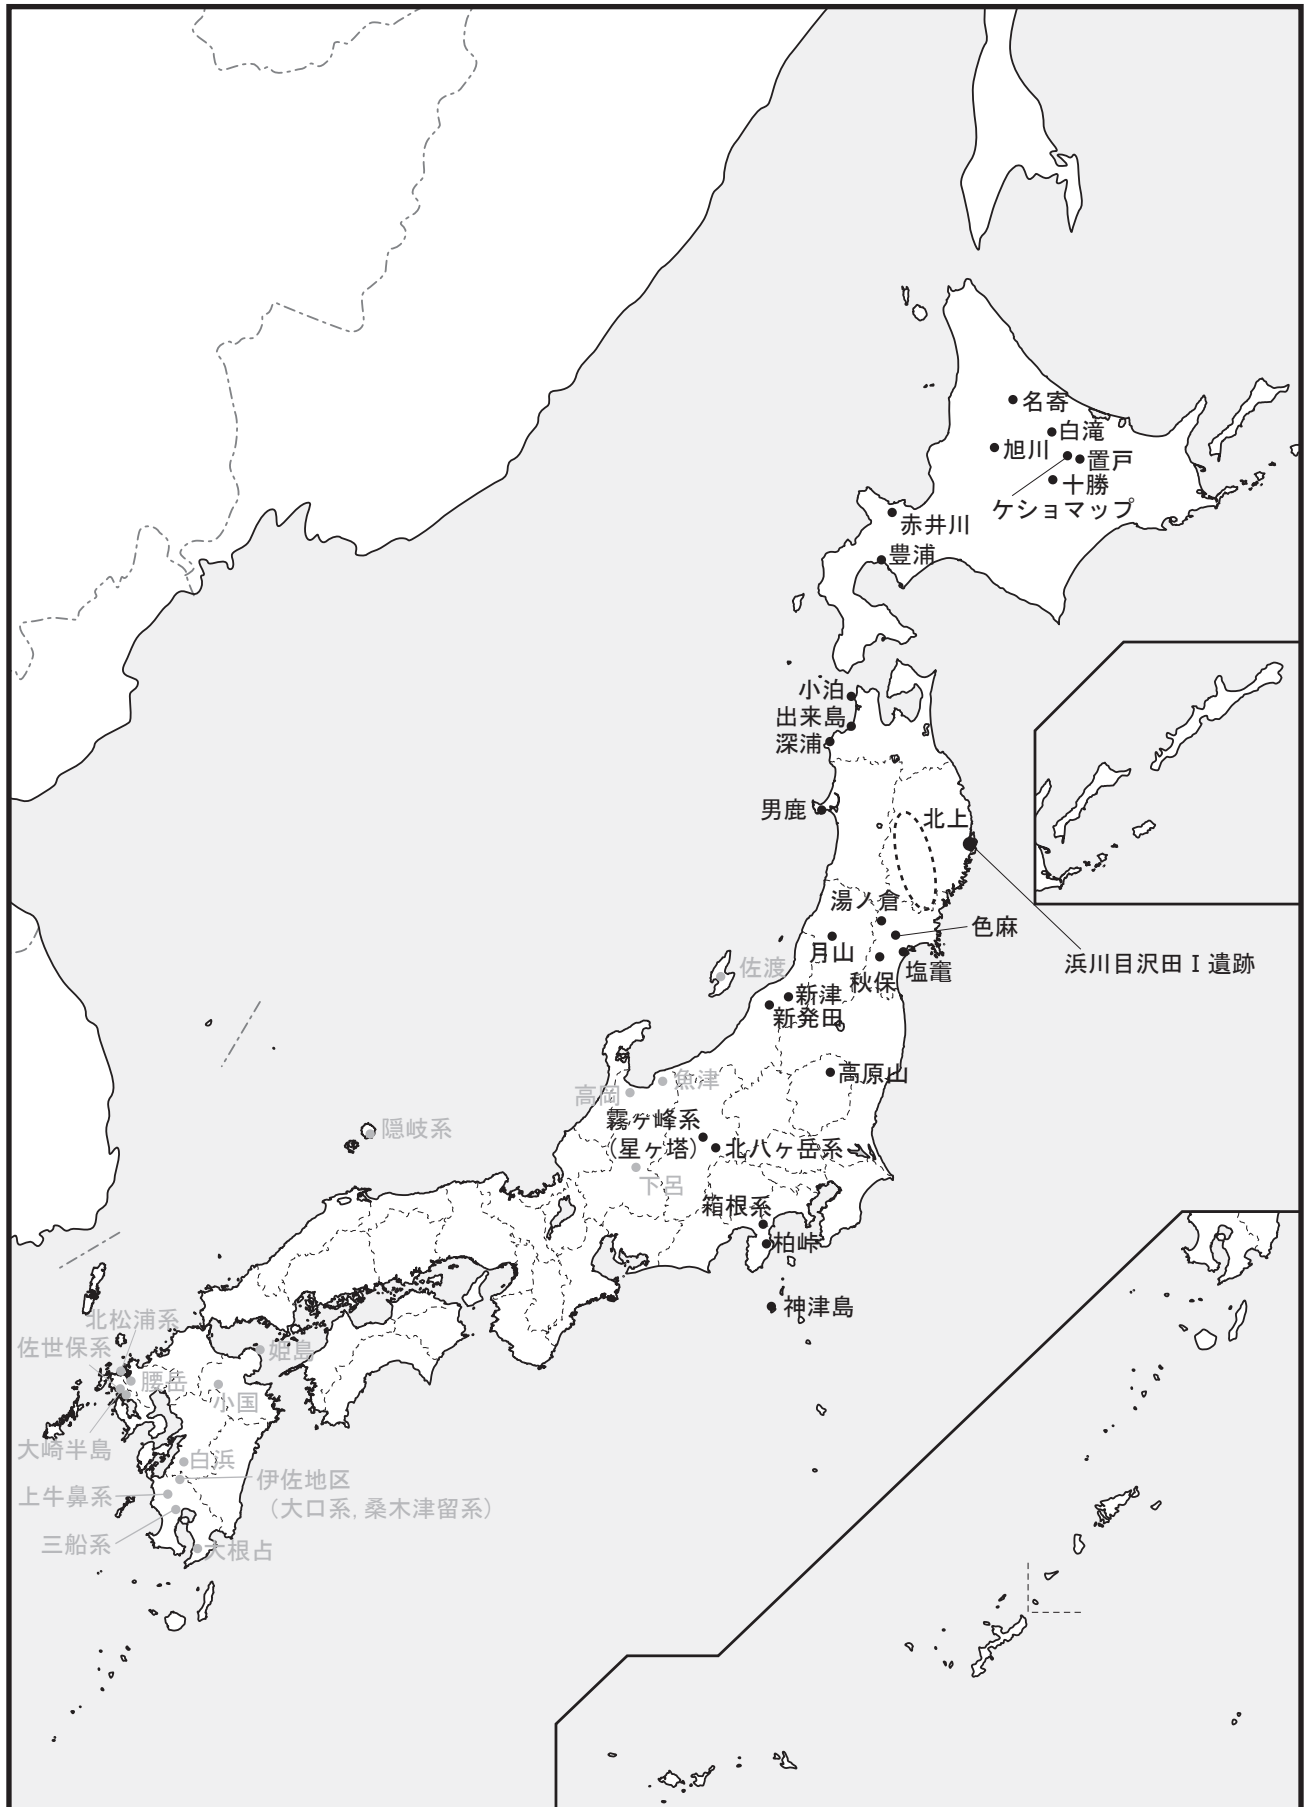 名寄
白滝
旭川
置戸
十勝
ケショマップ
赤井川
豊浦
小泊
出来島
深浦
男鹿
北上
湯ノ倉
色麻
月山
浜川目沢田Ⅰ遺跡
塩竈
秋保
佐渡
新津
新発田
高原山
魚津
高岡
霧ヶ峰系
(星ヶ塔)
北八ヶ岳系
隠岐系
下呂
箱根系
柏峠
神津島
北松浦系
佐世保系
姫島
腰岳
小国
大崎半島
白浜
伊佐地区
(大口系, 桑木津留系)
上牛鼻系
三船系
大根占